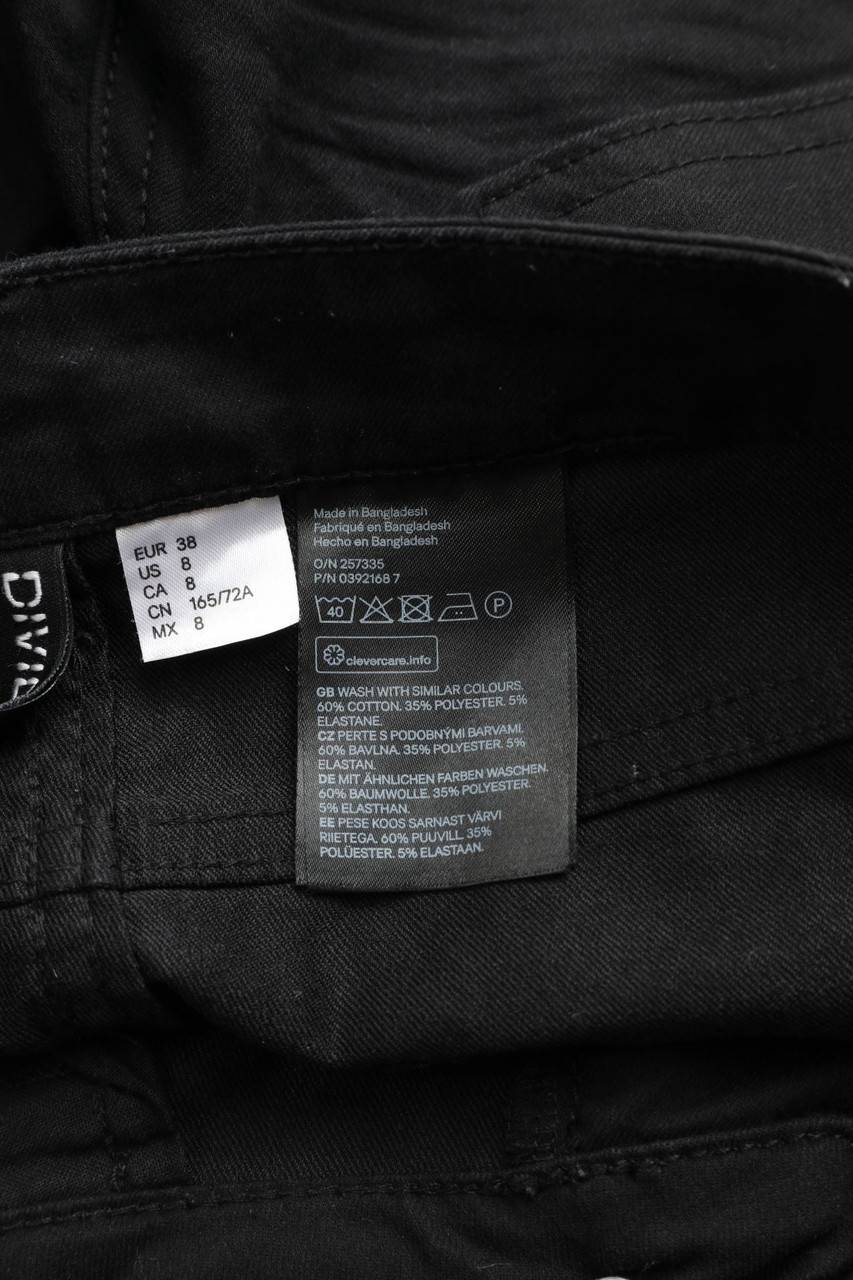 DIVI
EUR 38
US 8
CA 8
CN 165/72A
MX 8
Made in Bangladesh
Fabriqué en Bangladesh
Hecho en Bangladesh
O/N 257335
P/N 0392168 7
40
P
clevercare.info
GB WASH WITH SIMILAR COLOURS.
60% COTTON. 35% POLYESTER. 5%
ELASTANE.
CZ PERTE S PODOBNÝMI BARVAMI.
60% BAVLNA. 35% POLYESTER. 5%
ELASTAN.
DE MIT ÄHNLICHEN FARBEN WASCHEN.
60% BAUMWOLLE. 35% POLYESTER.
5% ELASTHAN.
EE PESE KOOS SARNAST VÄRVI
RIIETEGA. 60% PUUVILL. 35%
POLÜESTER. 5% ELASTAAN.